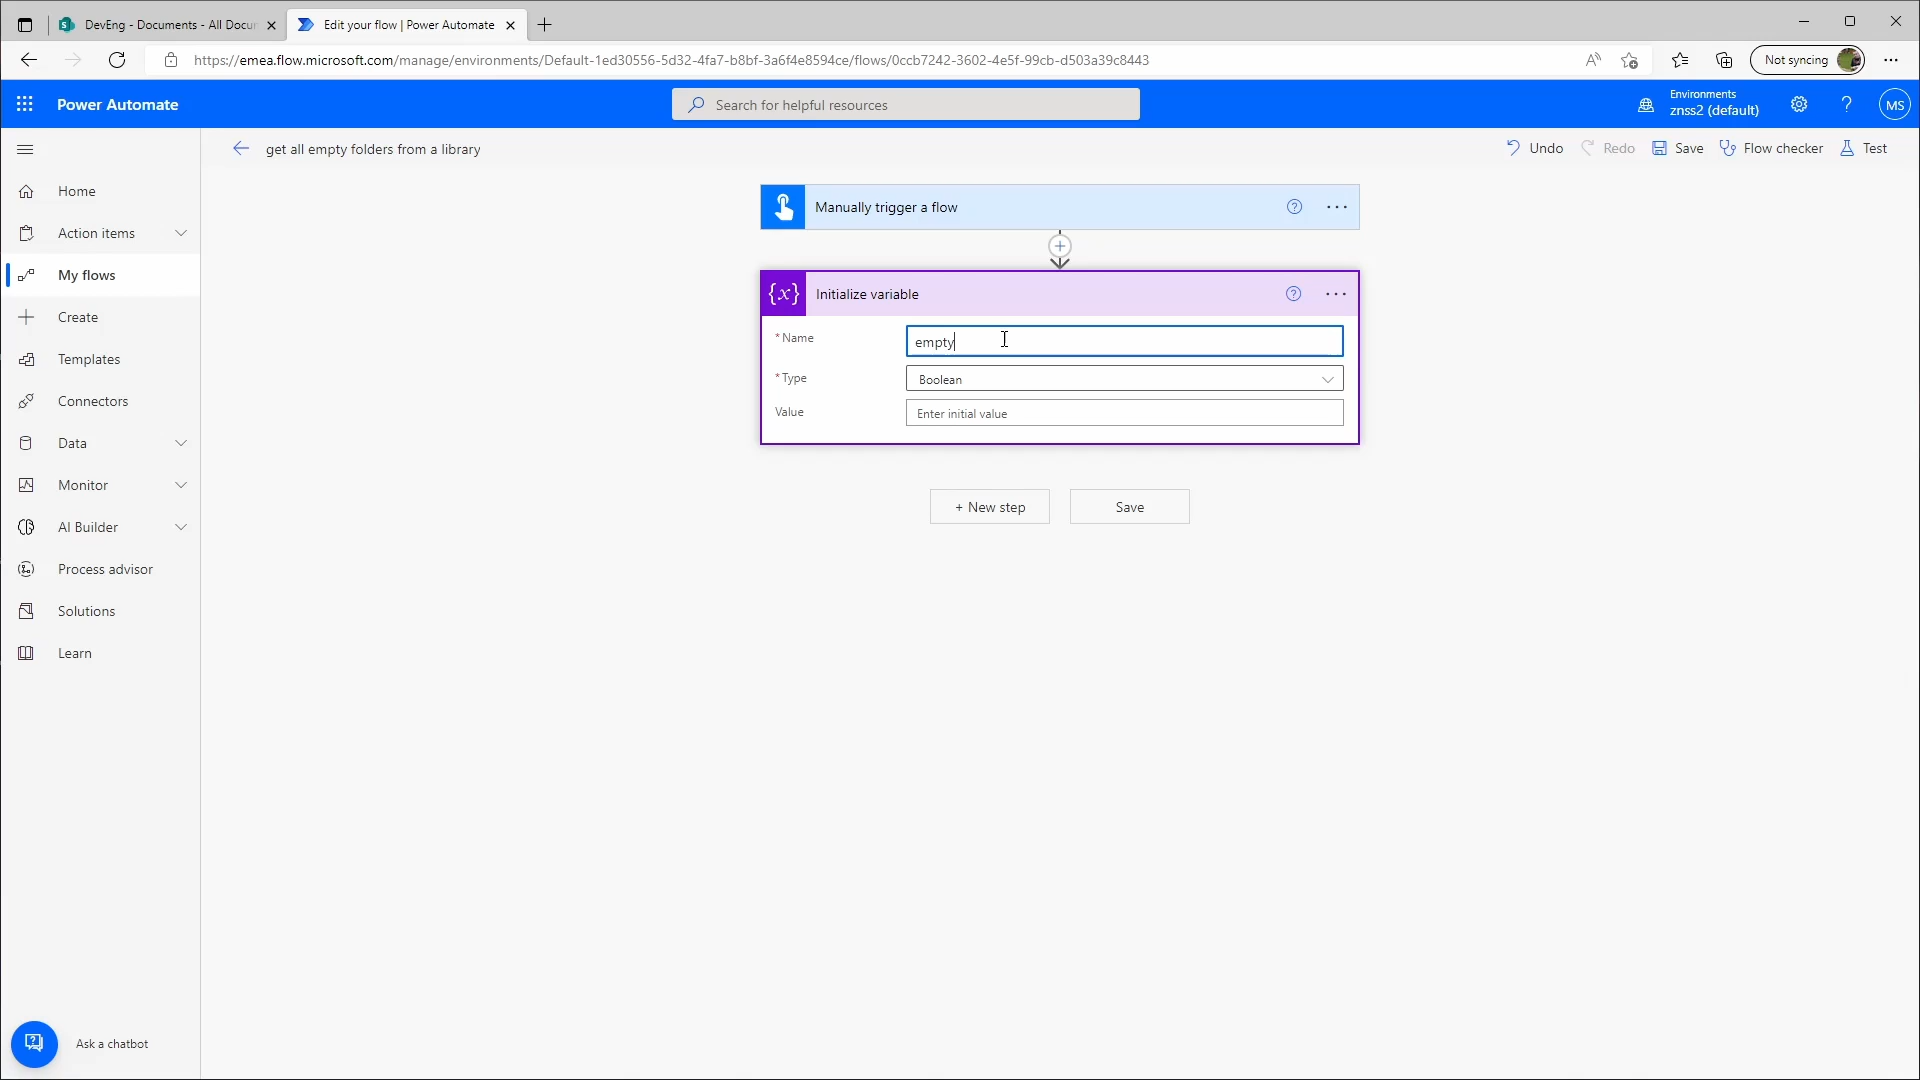 DevEng - Documents - All Docu
Edit your flow | Power Automate
https://emea.flow.microsoft.com/manage/environments/Default-1ed30556-5d32-4fa7-b8bf-3a6f4e8594ce/flows/0ccb7242-3602-4e5f-99cb-d503a39c8443
Not syncing
Power Automate
Search for helpful resources
Environments
znss2 (default)
MS
get all empty folders from a library
Undo
Redo
Save
Flow checker
Test
Home
Action items
My flows
Create
Templates
Connectors
Data
Monitor
AI Builder
Process advisor
Solutions
Learn
Manually trigger a flow
{x} Initialize variable
* Name
empty
* Type
Boolean
Value
Enter initial value
+ New step
Save
Ask a chatbot